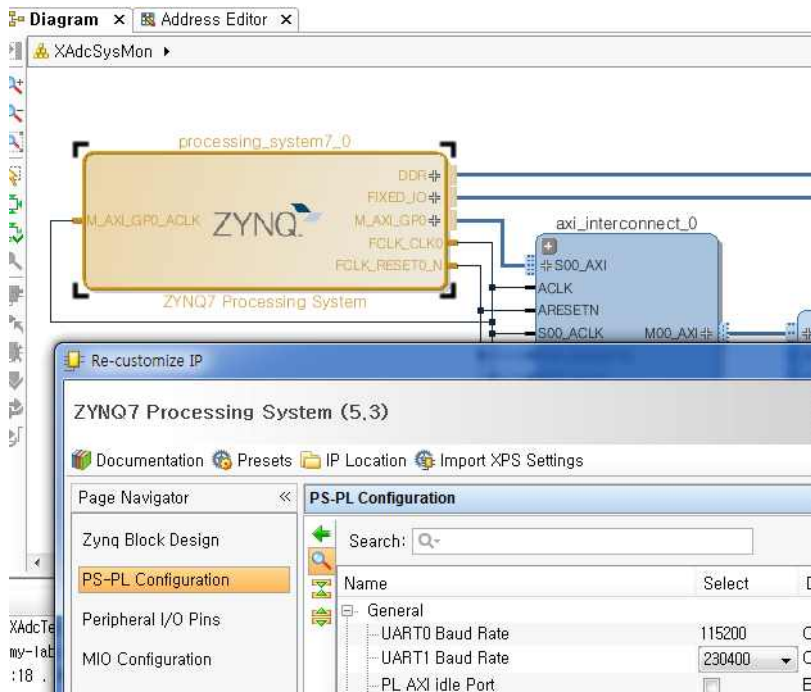 Diagram
Address Editor
XAdcSysMon
processing_system7_0
DDR
FIXED_IO
M_AXI_GP0_ACLK
ZYNQ
M_AXI_GP0
FCLK_CLK0
FCLK_RESET0_N
ZYNQ7 Processing System
axi_interconnect_0
S00_AXI
ACLK
ARESETN
S00_ACLK M00_AXI
Re-customize IP
ZYNQ7 Processing System (5.3)
Documentation Presets IP Location Import XPS Settings
Page Navigator
Zynq Block Design
PS-PL Configuration
Peripheral I/O Pins
MIO Configuration
PS-PL Configuration
Search:
Name Select
General
UART0 Baud Rate 115200
UART1 Baud Rate 230400
PL AXI idle Port
XAdcTe
my-lab
:18 .